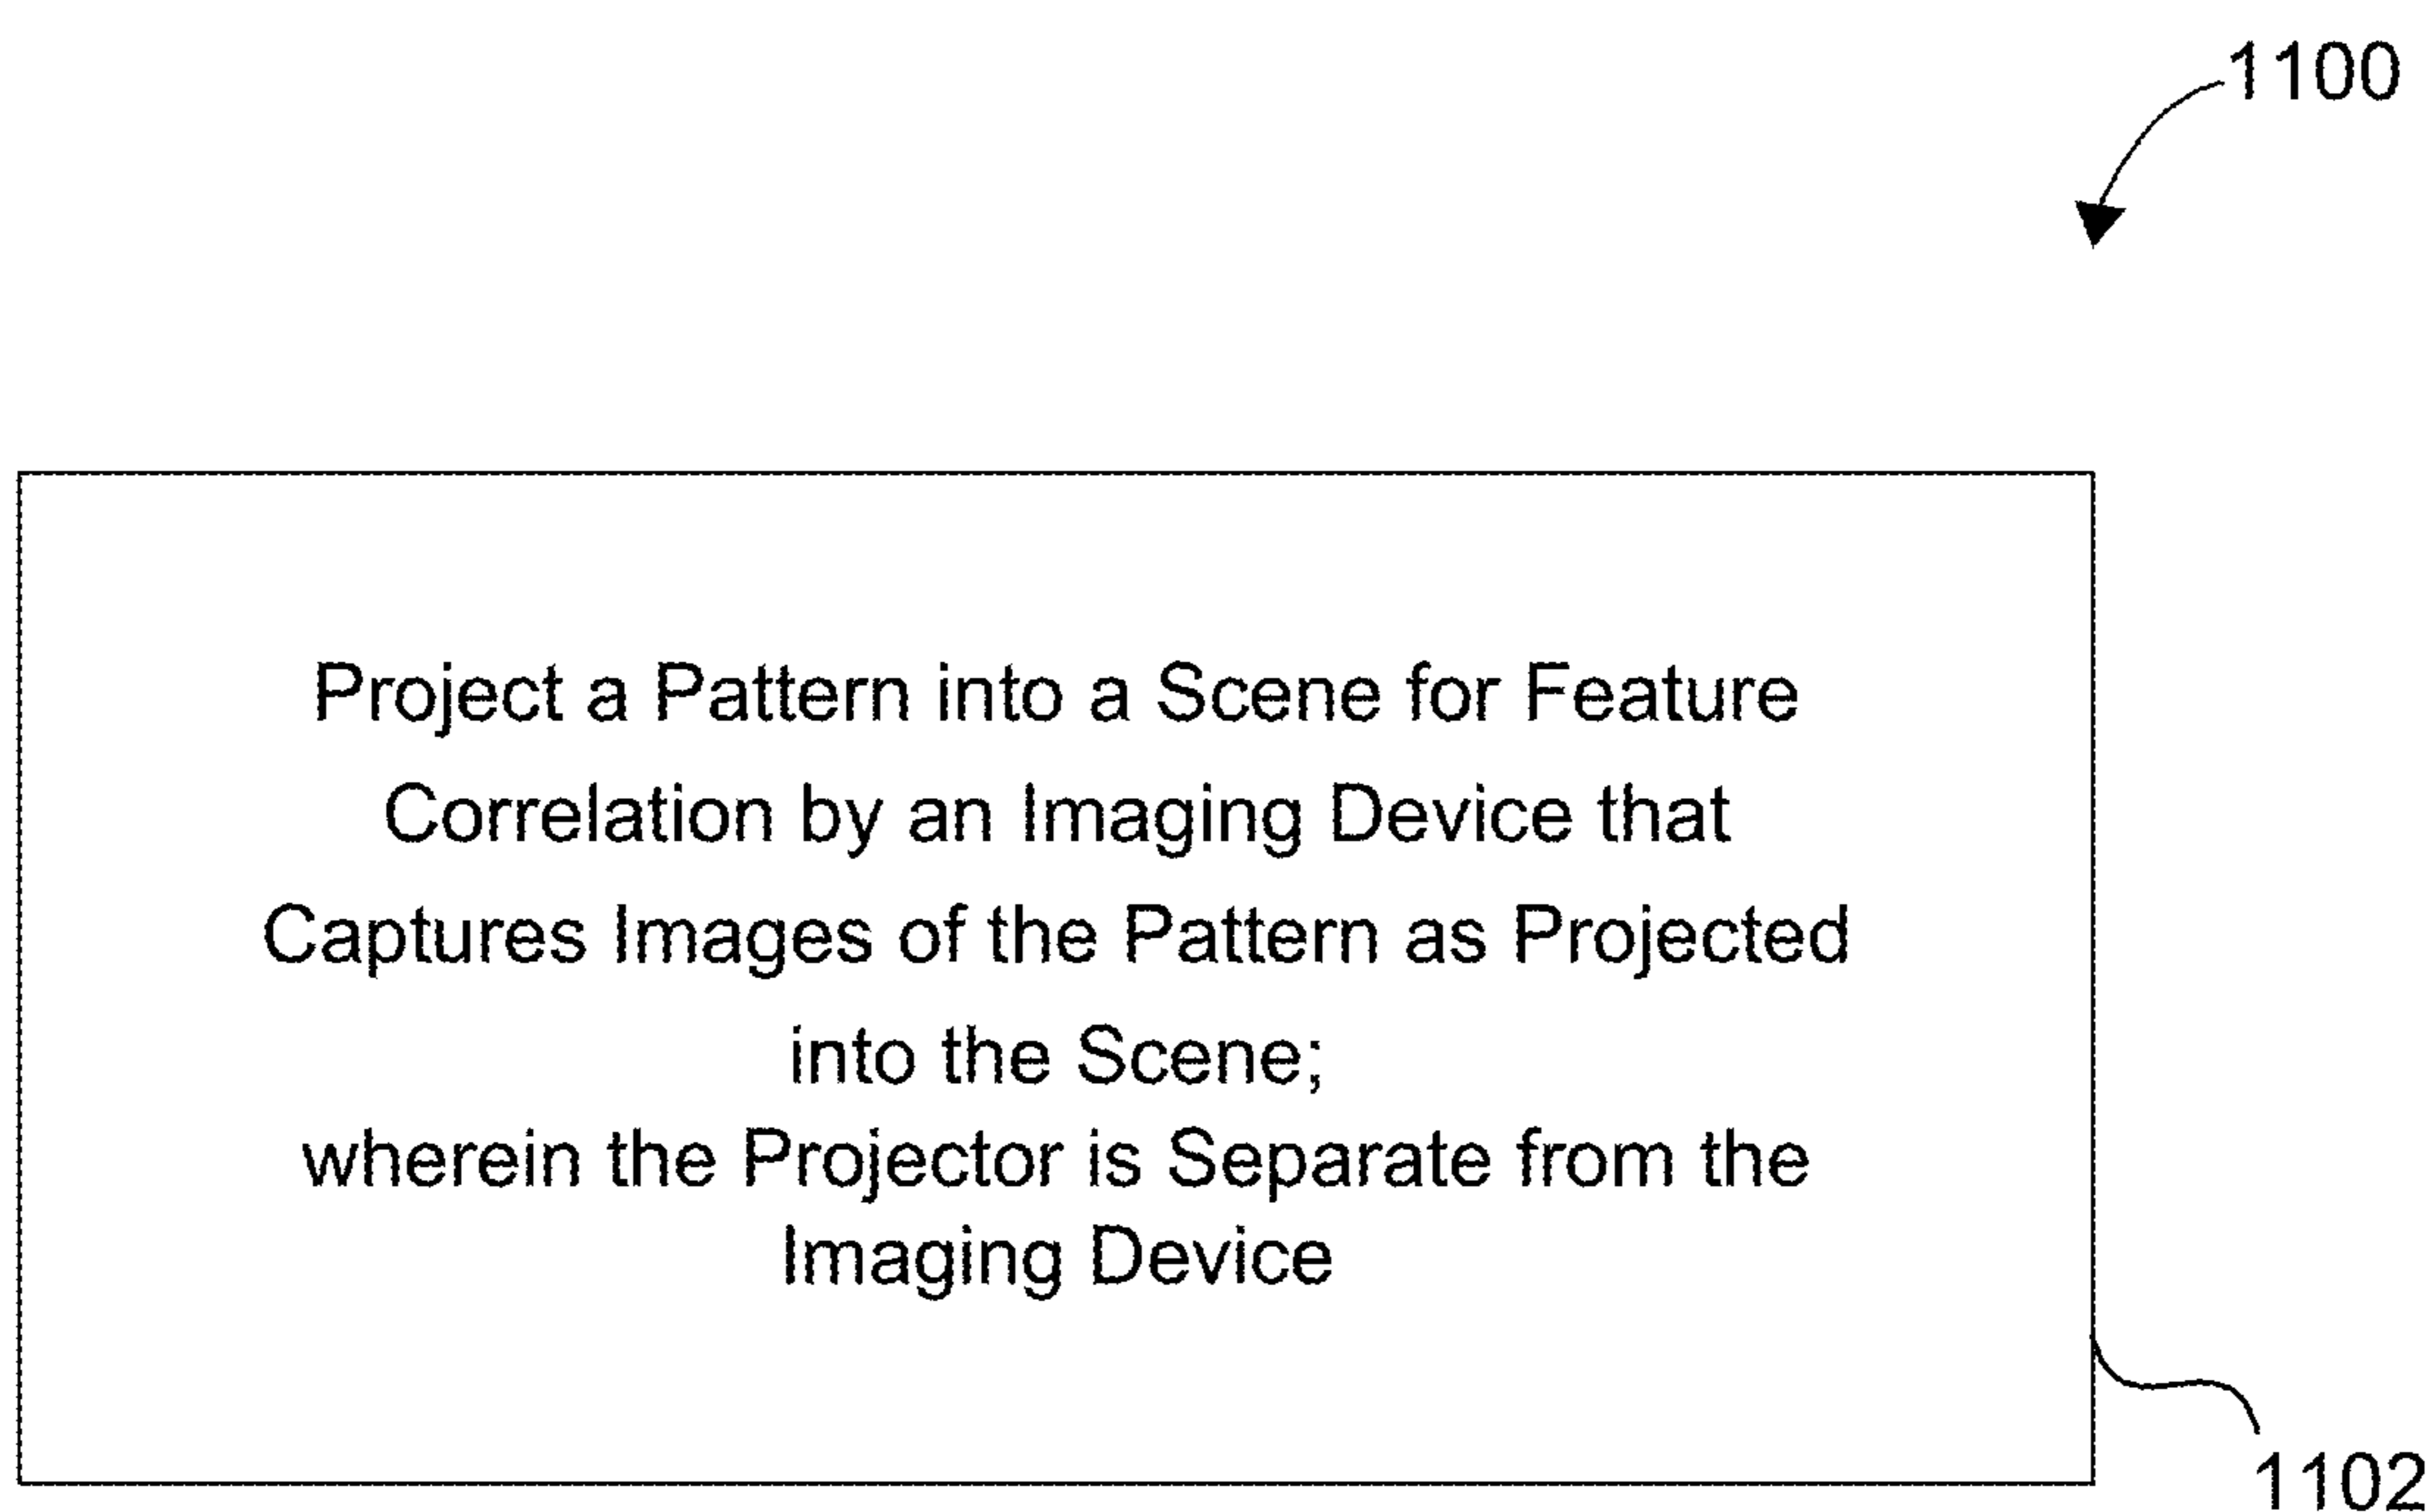 1100
Project a Pattern into a Scene for Feature
Correlation by an Imaging Device that
Captures Images of the Pattern as Projected
into the Scene;
wherein the Projector is Separate from the
Imaging Device
1102